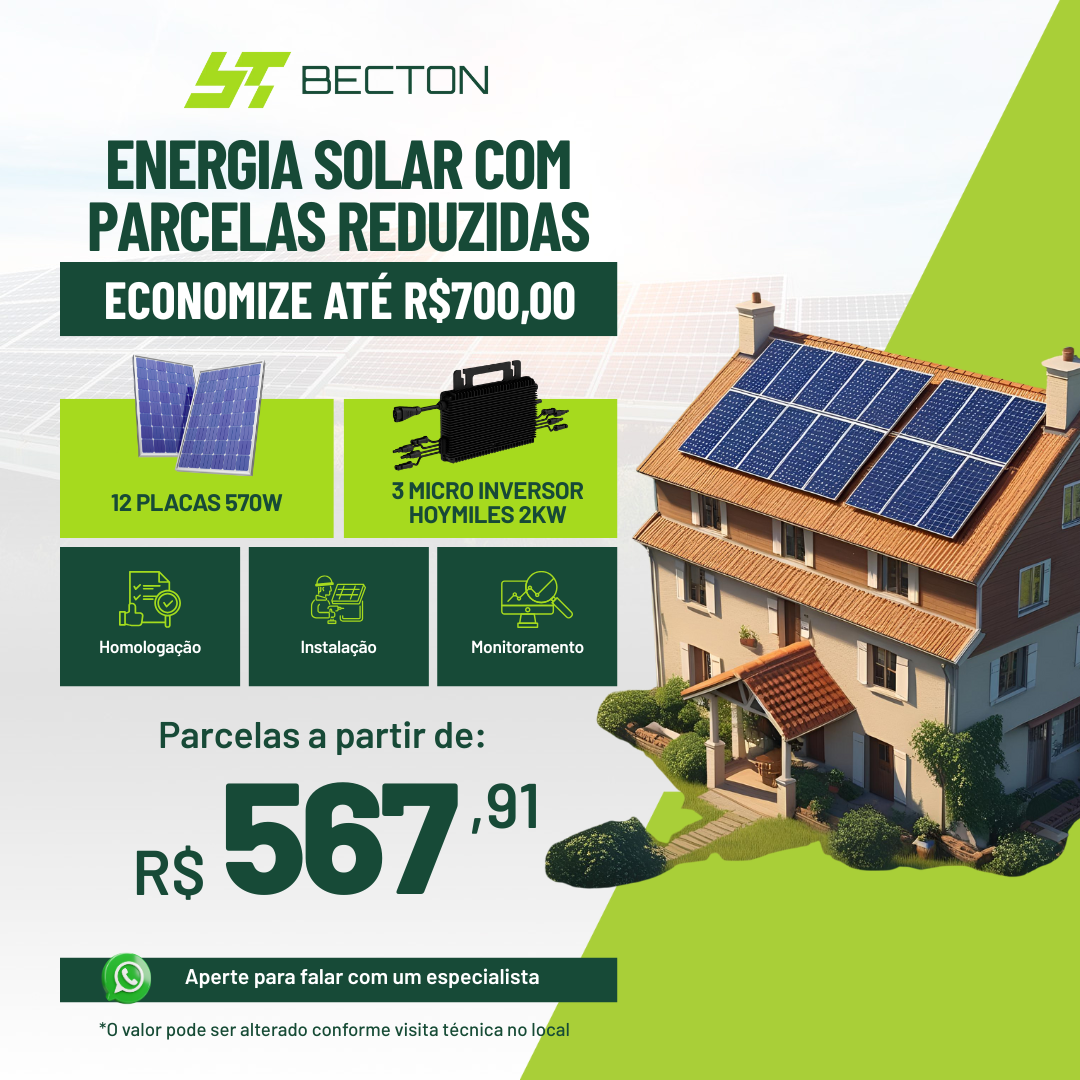 BECTON
ENERGIA SOLAR COM
PARCELAS REDUZIDAS
ECONOMIZE ATÉ R$700,00
12 PLACAS 570W
3 MICRO INVERSOR
HOYMILES 2KW
Homologação
Instalação
Monitoramento
Parcelas a partir de:
R$ 567,91
Aperte para falar com um especialista
*O valor pode ser alterado conforme visita técnica no local